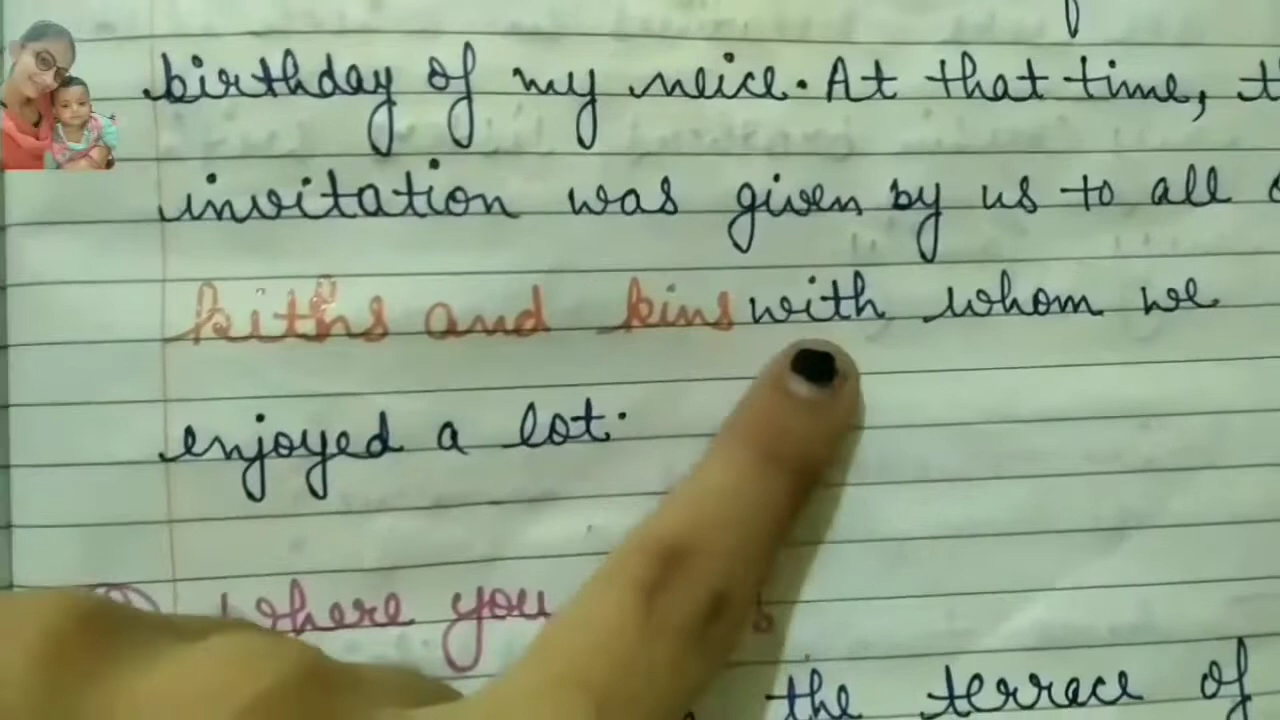 birthday of my neice. At that time, t
invitation was given by us to all
kiths and kins with whom we
enjoyed a lot.
where you
the terrace of